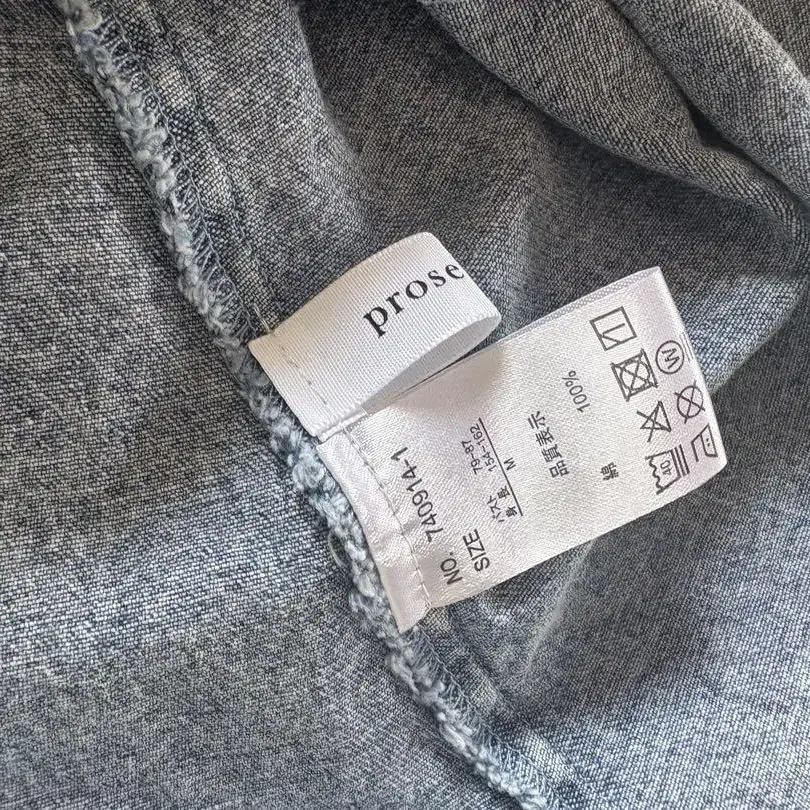 prose
NO. 740914-1
SIZE
バスト 79-87
身長 154-162
M
品質表示
綿 100%
40
W